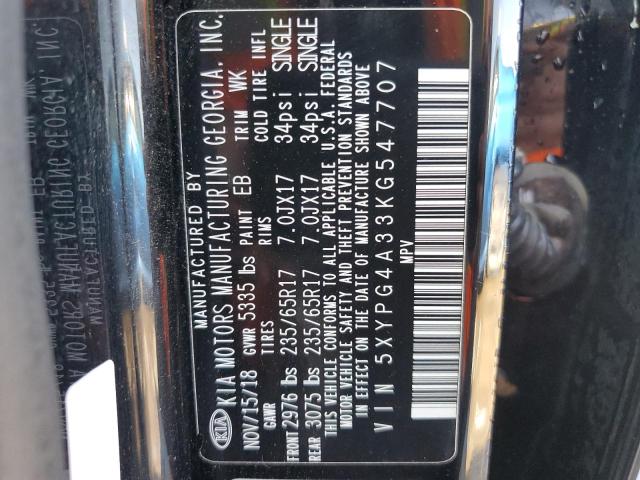 MANUFACTURED BY
KIA KIA MOTORS MANUFACTURING GEORGIA, INC.
NOV/15/'18 GVWR 5335 lbs PAINT EB TRIM WK
GAWR TIRES RIMS COLD TIRE INFL
FRONT 2976 lbs 235/65R17 7.0JX17 34psi SINGLE
REAR 3075 lbs 235/65R17 7.0JX17 34psi SINGLE
THIS VEHICLE CONFORMS TO ALL APPLICABLE U.S.A. FEDERAL
MOTOR VEHICLE SAFETY AND THEFT PREVENTION STANDARDS
IN EFFECT ON THE DATE OF MANUFACTURE SHOWN ABOVE
VIN 5XYPG4A33KG547707
MPV